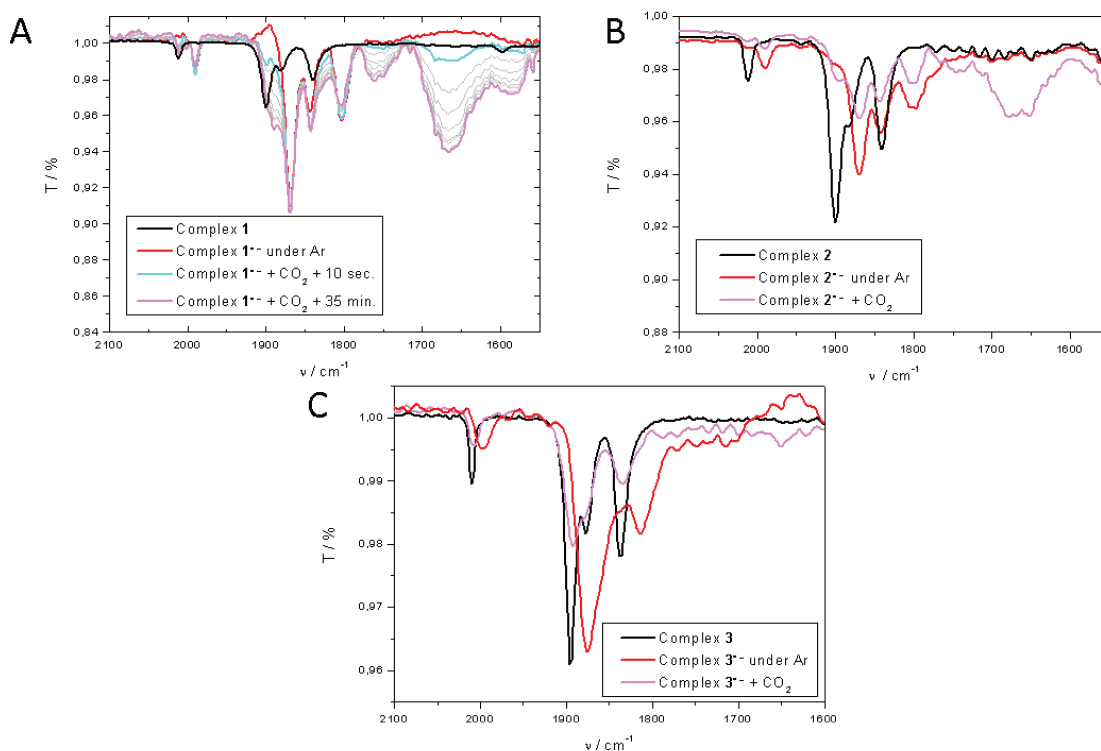 A
1,00
0,98
0,96
0,94
0,92
0,90
0,88
0,86
0,84
T / %
Complex 1
Complex 1•− under Ar
Complex 1•− + CO2 + 10 sec.
Complex 1•− + CO2 + 35 min.
2100 2000 1900 1800 1700 1600
ν / cm-1
B
1,00
0,98
0,96
0,94
0,92
0,90
0,88
T / %
Complex 2
Complex 2•− under Ar
Complex 2•− + CO2
2100 2000 1900 1800 1700 1600
ν / cm-1
C
1,00
0,99
0,98
0,97
0,96
T / %
Complex 3
Complex 3•− under Ar
Complex 3•− + CO2
2100 2000 1900 1800 1700 1600
ν / cm-1